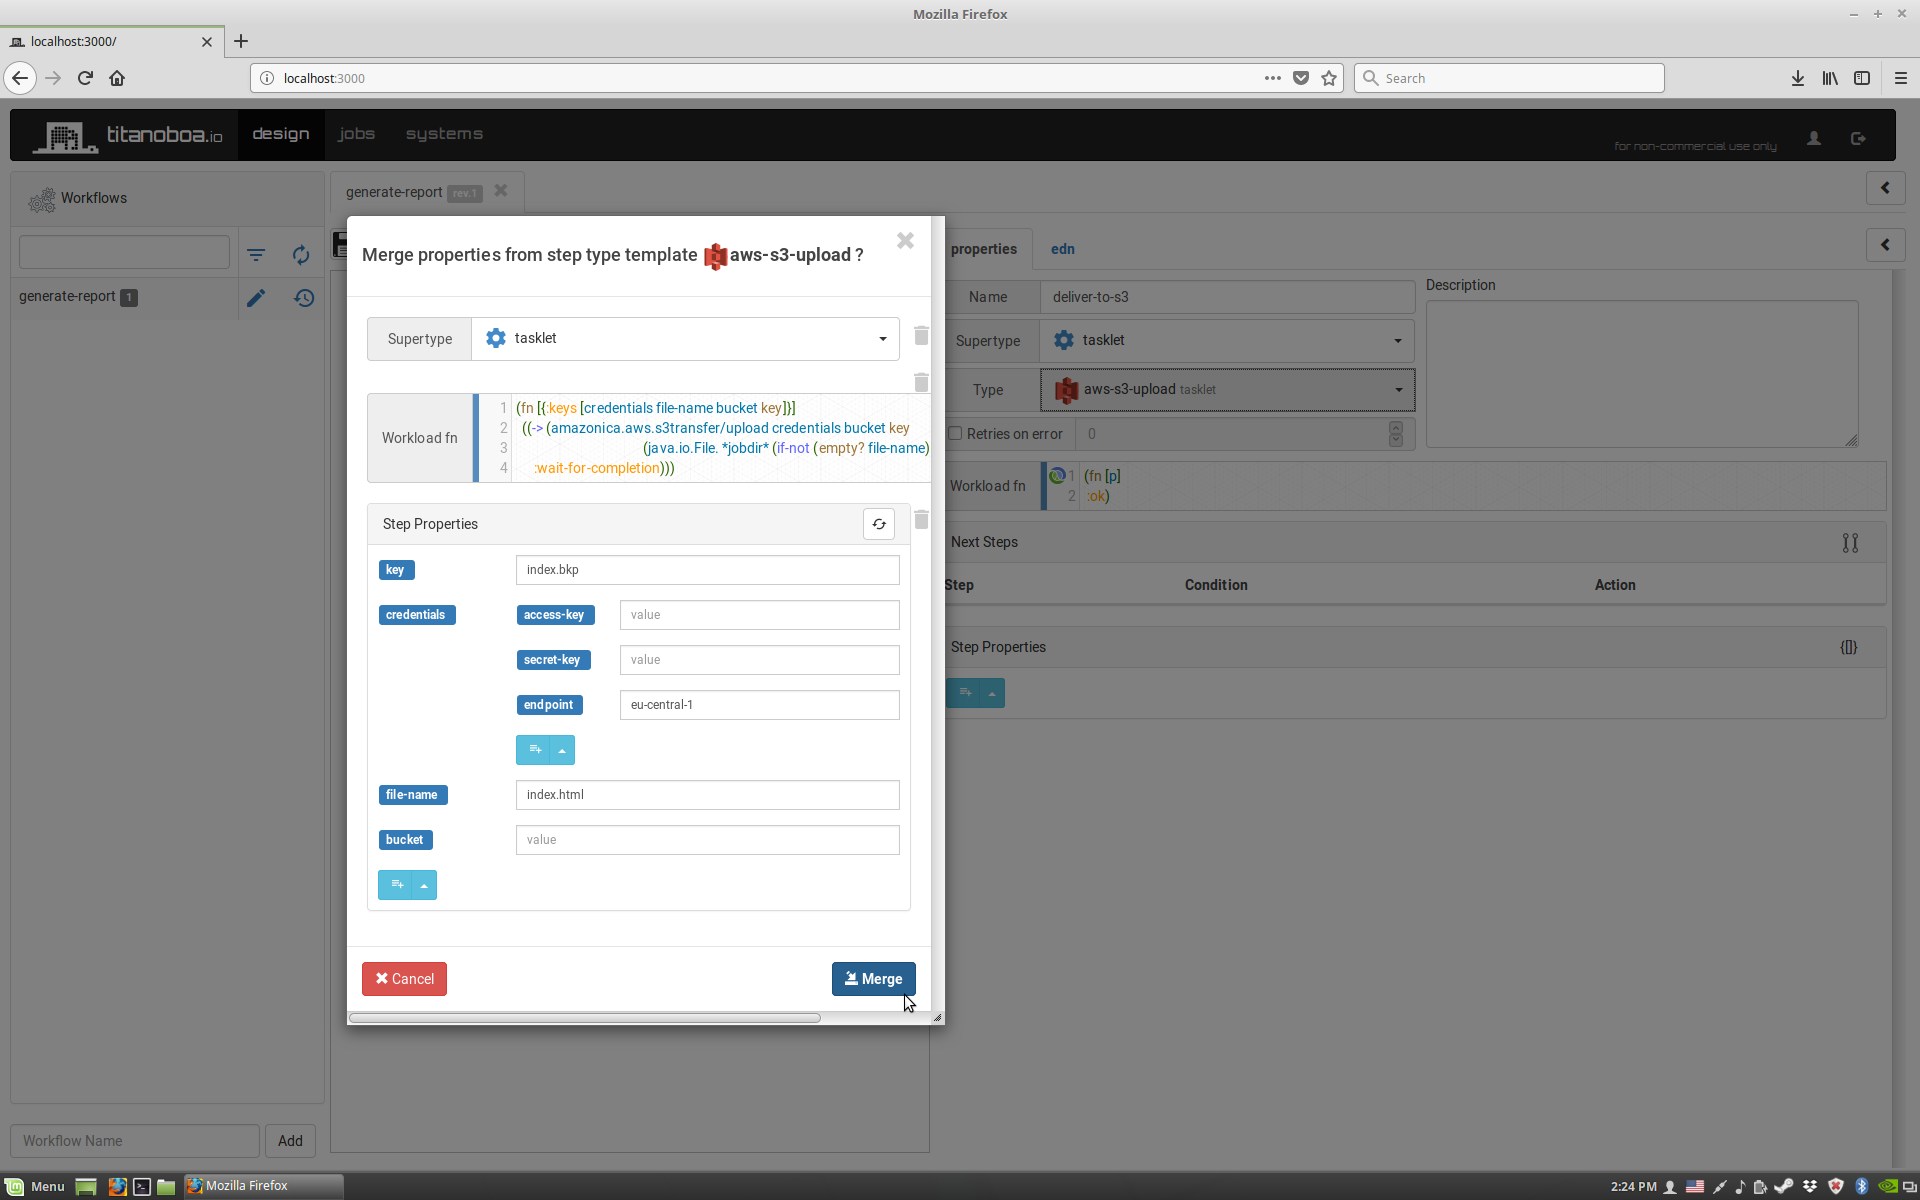 Mozilla Firefox
localhost:3000/
localhost:3000
Search
titanoboa.io
design
jobs
systems
for non-commercial use only
Workflows
generate-report rev.1
generate-report 1
Merge properties from step type template aws-s3-upload ?
Supertype
tasklet
Workload fn
1 (fn [{:keys [credentials file-name bucket key]}]
2 ((-> (amazonica.aws.s3transfer/upload credentials bucket key
3 (java.io.File. *jobdir* (if-not (empty? file-name)
4 :wait-for-completion)))
Step Properties
key
index.bkp
credentials
access-key
value
secret-key
value
endpoint
eu-central-1
file-name
index.html
bucket
value
Cancel
Merge
properties
edn
Name
deliver-to-s3
Description
Supertype
tasklet
Type
aws-s3-upload tasklet
Retries on error
0
Workload fn
1 (fn [p]
2 :ok)
Next Steps
Step
Condition
Action
Step Properties
{[]}
Workflow Name
Add
Menu
Mozilla Firefox
2:24 PM